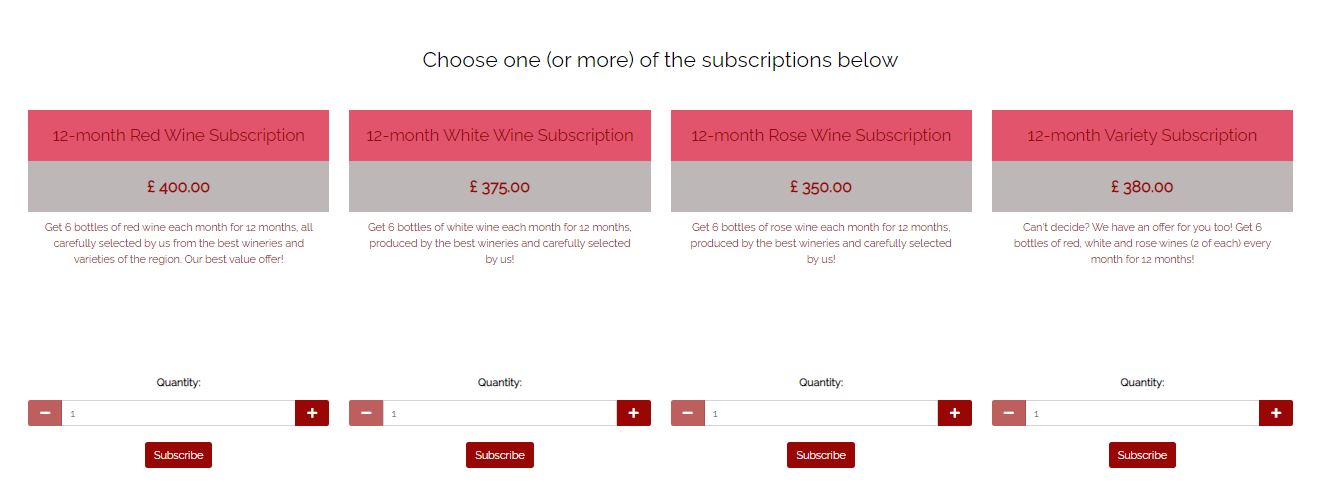 Choose one (or more) of the subscriptions below
12-month Red Wine Subscription
£ 400.00
Get 6 bottles of red wine each month for 12 months, all
carefully selected by us from the best wineries and
varieties of the region. Our best value offer!
Quantity:
1
Subscribe
12-month White Wine Subscription
£ 375.00
Get 6 bottles of white wine each month for 12 months,
produced by the best wineries and carefully selected
by us!
Quantity:
1
Subscribe
12-month Rose Wine Subscription
£ 350.00
Get 6 bottles of rose wine each month for 12 months,
produced by the best wineries and carefully selected
by us!
Quantity:
1
Subscribe
12-month Variety Subscription
£ 380.00
Can't decide? We have an offer for you too! Get 6
bottles of red, white and rose wines (2 of each) every
month for 12 months!
Quantity:
1
Subscribe